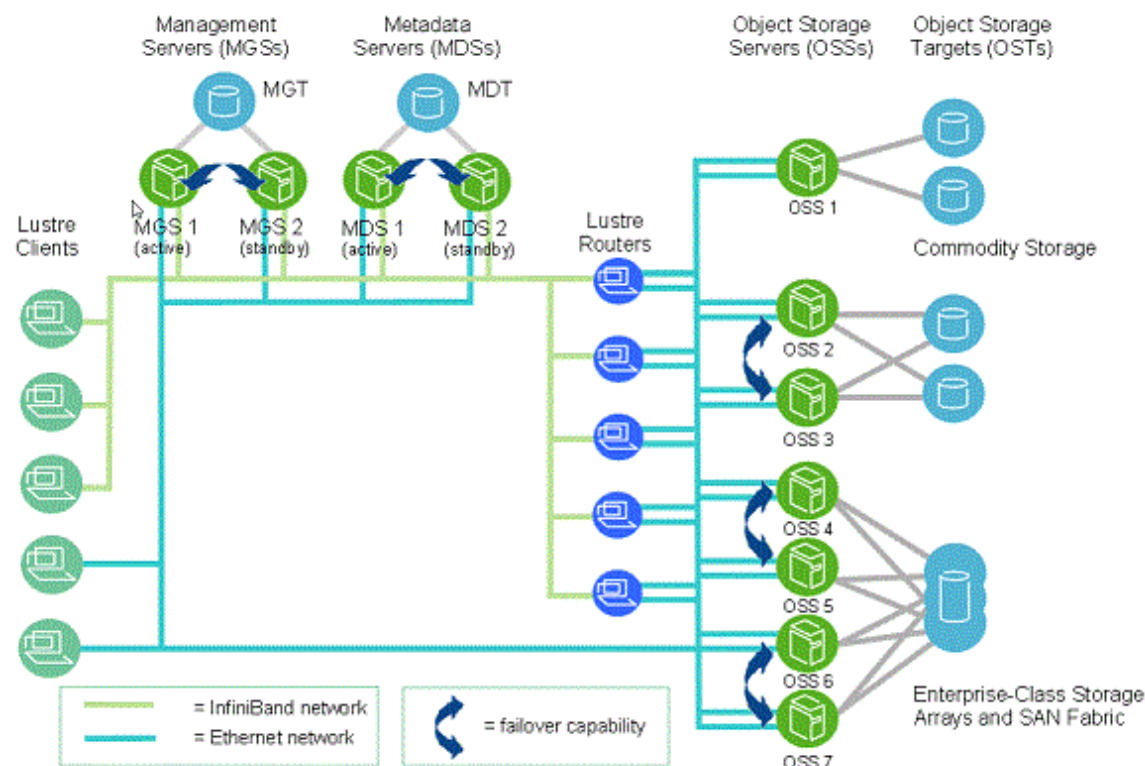 Management
Servers (MGSs)
Metadata
Servers (MDSs)
Object Storage
Servers (OSSs)
Object Storage
Targets (OSTs)
MGT
MDT
MGS 1
(active)
MGS 2
(standby)
MDS 1
(active)
MDS 2
(standby)
Lustre
Clients
Lustre
Routers
OSS 1
Commodity Storage
OSS 2
OSS 3
OSS 4
OSS 5
OSS 6
OSS 7
Enterprise-Class Storage
Arrays and SAN Fabric
= InfiniBand network
= Ethernet network
= failover capability